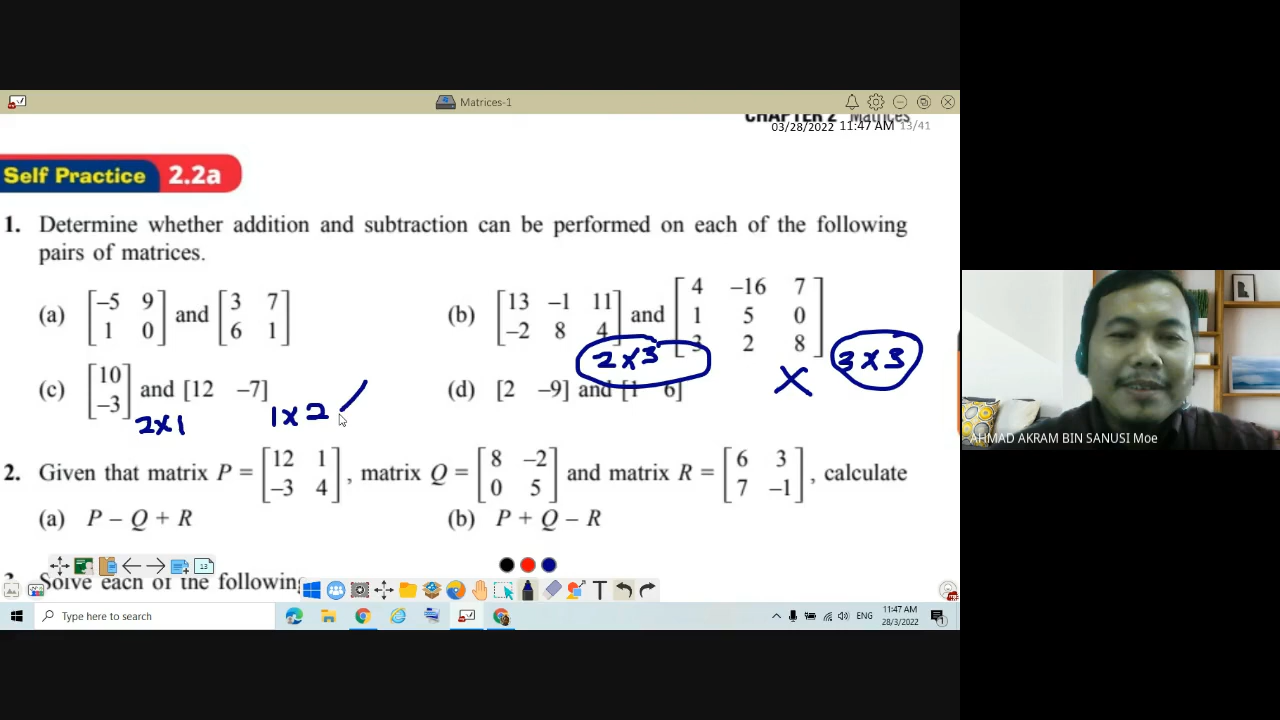 Matrices-1
CHAPTER 2 Matrices
03/28/2022 11:47 AM 13/41
Self Practice 2.2a
1. Determine whether addition and subtraction can be performed on each of the following
pairs of matrices.
(a) [–5 9
1 0] and [3 7
6 1]
(b) [13 –1 11
–2 8 4] and [4 –16 7
1 5 0
3 2 8]
2 x 3
3 x 3
X
(c) [10
–3] and [12 –7]
2x1
1x2 /
(d) [2 –9] and [1 6]
2. Given that matrix P = [12 1
–3 4], matrix Q = [8 –2
0 5] and matrix R = [6 3
7 –1], calculate
(a) P – Q + R
(b) P + Q – R
13
3. Solve each of the following
T
Type here to search
ENG
11:47 AM
28/3/2022
1
AHMAD AKRAM BIN SANUSI Moe